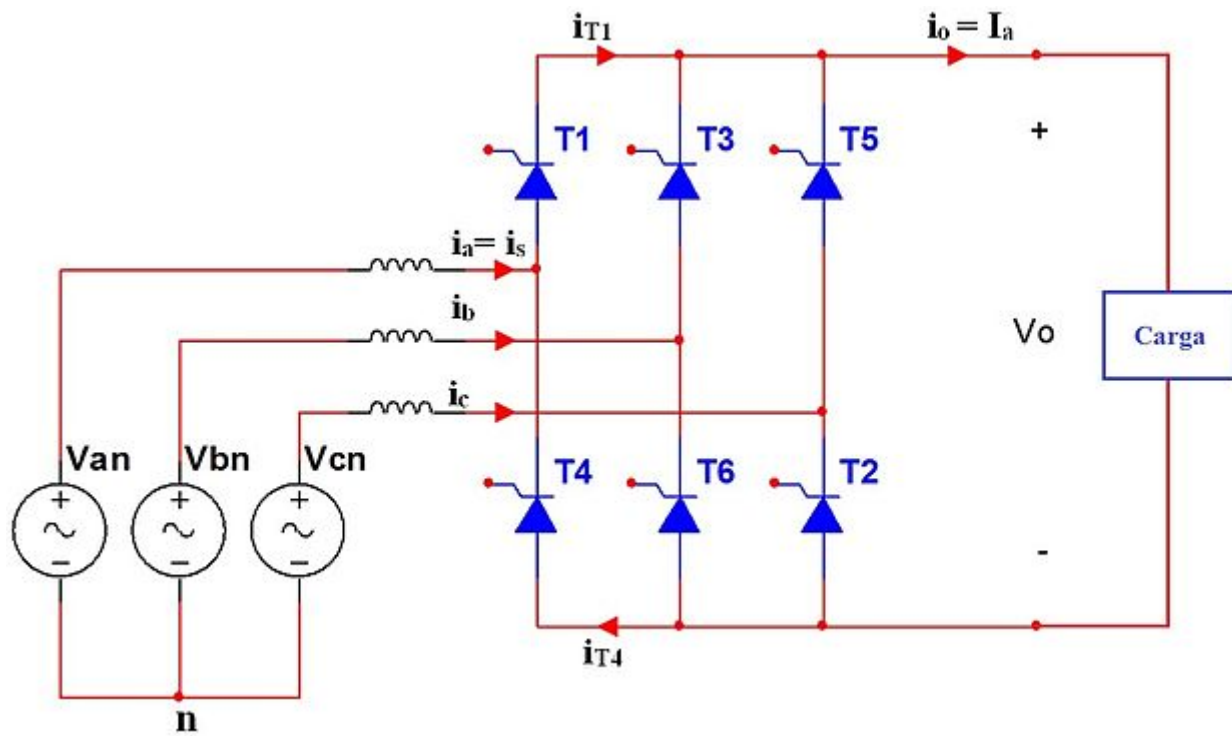 iT1
io = Ia
T1
T3
T5
+
ia= is
ib
ic
Vo
Carga
Van
Vbn
Vcn
+
+
+
−
−
−
T4
T6
T2
-
iT4
n